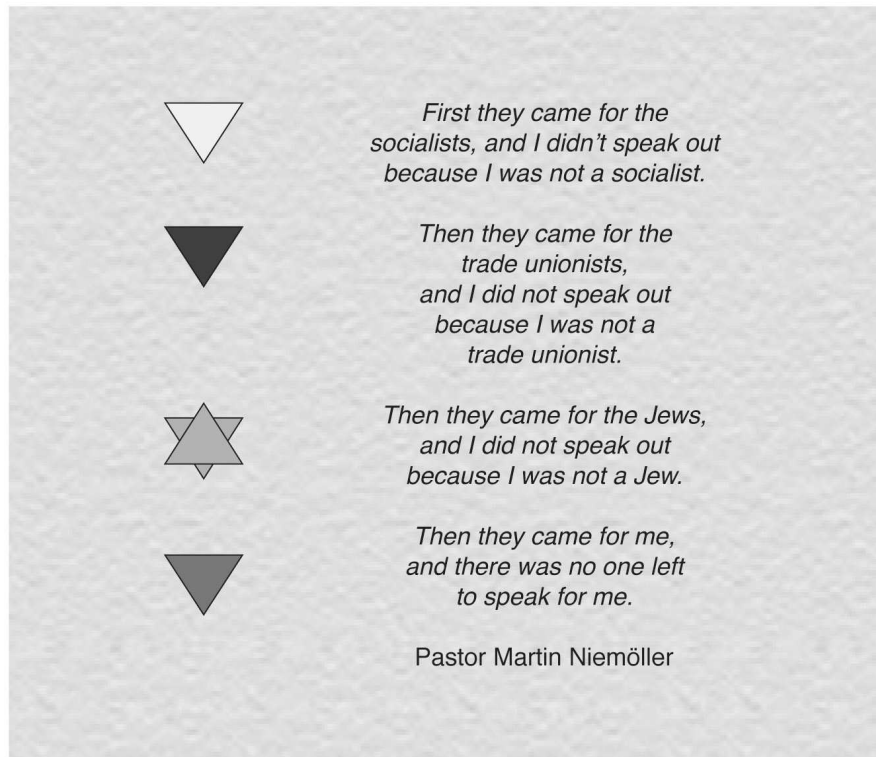 First they came for the
socialists, and I didn’t speak out
because I was not a socialist.
Then they came for the
trade unionists,
and I did not speak out
because I was not a
trade unionist.
Then they came for the Jews,
and I did not speak out
because I was not a Jew.
Then they came for me,
and there was no one left
to speak for me.
Pastor Martin Niemöller